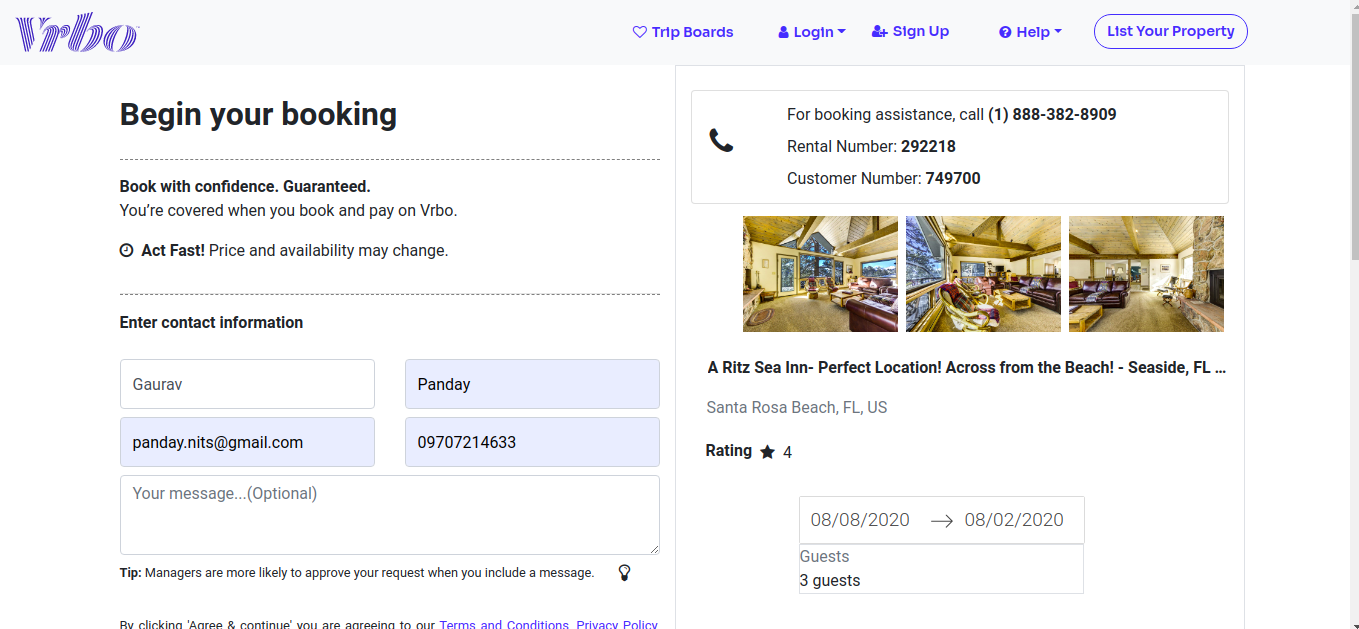 Vrbo
Trip Boards
Login
Sign Up
Help
List Your Property
Begin your booking
Book with confidence. Guaranteed.
You’re covered when you book and pay on Vrbo.
Act Fast! Price and availability may change.
Enter contact information
Gaurav
Panday
panday.nits@gmail.com
09707214633
Your message...(Optional)
Tip: Managers are more likely to approve your request when you include a message.
By clicking 'Agree & continue' you are agreeing to our Terms and Conditions, Privacy Policy
For booking assistance, call (1) 888-382-8909
Rental Number: 292218
Customer Number: 749700
A Ritz Sea Inn- Perfect Location! Across from the Beach! - Seaside, FL ...
Santa Rosa Beach, FL, US
Rating 4
08/08/2020 → 08/02/2020
Guests
3 guests